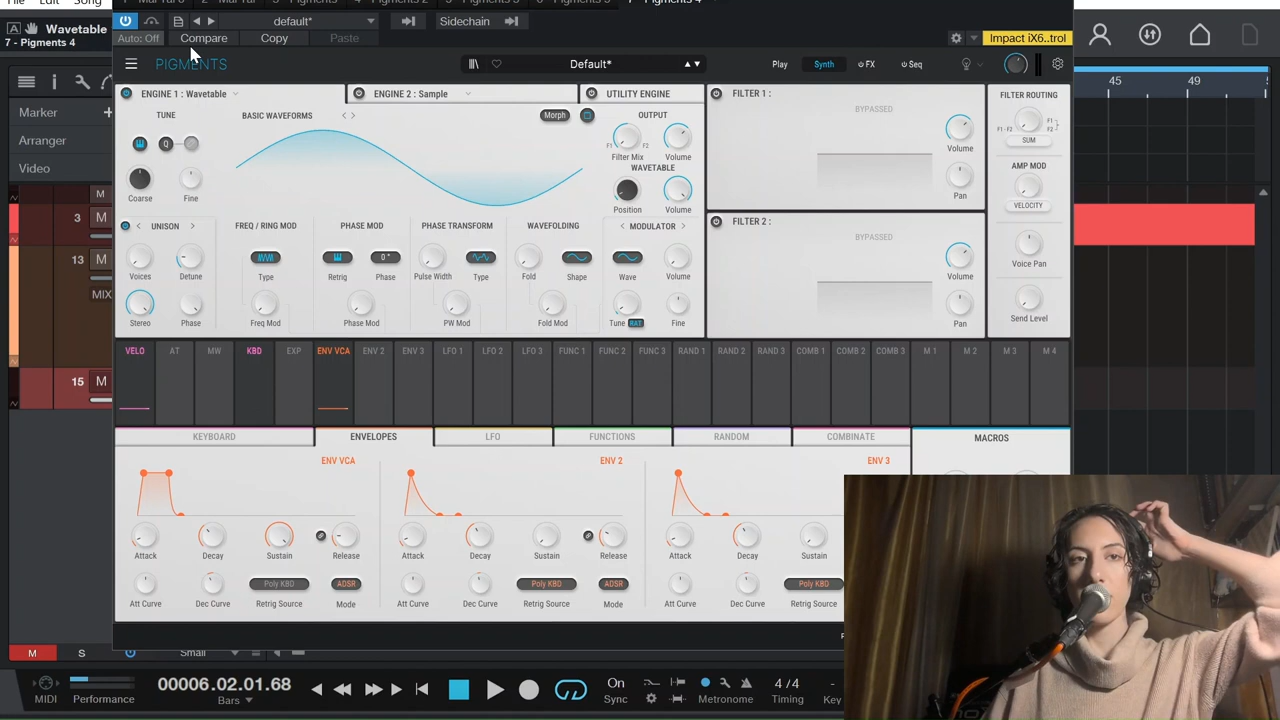 File Edit Song
default*
Sidechain
Wavetable
7 - Pigments 4
Auto: Off
Compare
Copy
Paste
Impact iX6..trol
PIGMENTS
Default*
Play
Synth
FX
Seq
45
49
Marker
Arranger
Video
M
3
M
13
M
MIX
15
M
M
S
ENGINE 1 : Wavetable
ENGINE 2 : Sample
UTILITY ENGINE
TUNE
BASIC WAVEFORMS
Morph
OUTPUT
Q
F1
F2
Filter Mix
Volume
WAVETABLE
Coarse
Fine
Position
Volume
UNISON
FREQ / RING MOD
PHASE MOD
PHASE TRANSFORM
WAVEFOLDING
MODULATOR
0°
Voices
Detune
Type
Retrig
Phase
Pulse Width
Type
Fold
Shape
Wave
Volume
Stereo
Phase
Freq Mod
Phase Mod
PW Mod
Fold Mod
Tune
RAT
Fine
FILTER 1 :
BYPASSED
Volume
Pan
FILTER 2 :
BYPASSED
Volume
Pan
FILTER ROUTING
F1 - F2
F1
F2
SUM
AMP MOD
VELOCITY
Voice Pan
Send Level
VELO
AT
MW
KBD
EXP
ENV VCA
ENV 2
ENV 3
LFO 1
LFO 2
LFO 3
FUNC 1
FUNC 2
FUNC 3
RAND 1
RAND 2
RAND 3
COMB 1
COMB 2
COMB 3
M 1
M 2
M 3
M 4
KEYBOARD
ENVELOPES
LFO
FUNCTIONS
RANDOM
COMBINATE
MACROS
ENV VCA
Attack
Decay
Sustain
Release
Att Curve
Dec Curve
Poly KBD
Retrig Source
ADSR
Mode
ENV 2
Attack
Decay
Sustain
Release
Att Curve
Dec Curve
Poly KBD
Retrig Source
ADSR
Mode
ENV 3
Attack
Decay
Sustain
Att Curve
Dec Curve
Poly KBD
Retrig Source
Small
MIDI
Performance
00006.02.01.68
Bars
On
Sync
Metronome
4 / 4
Timing
Key